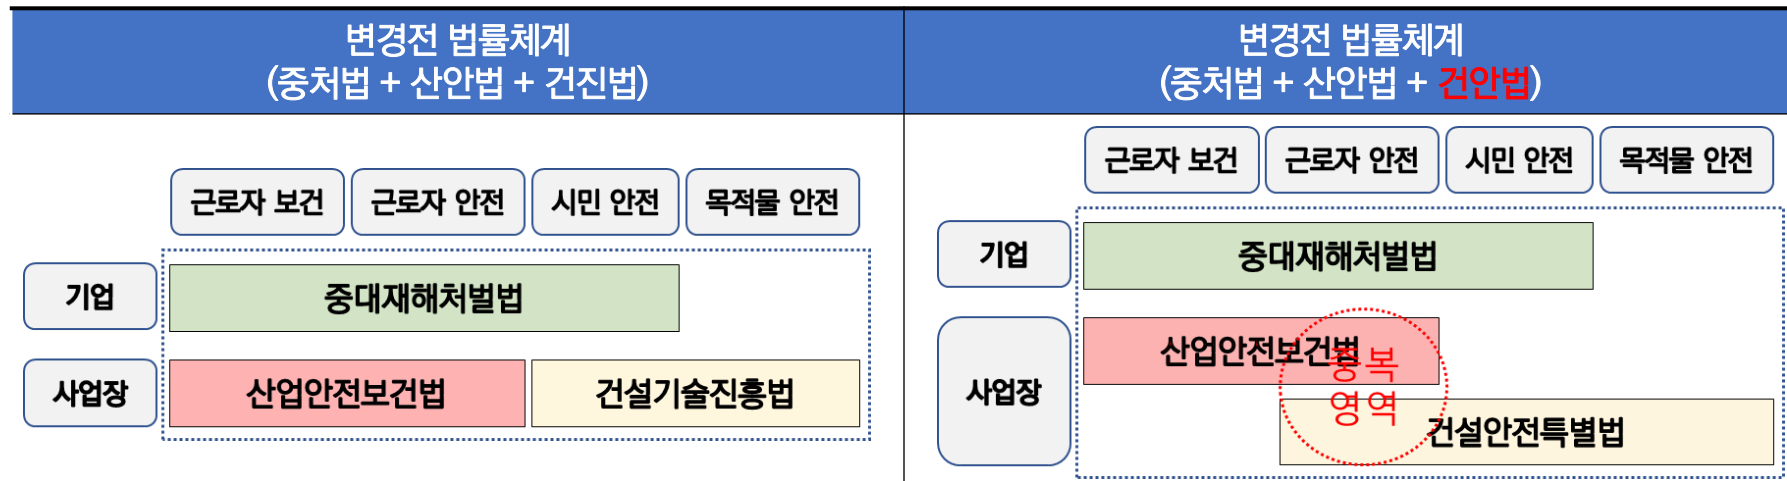 변경전 법률체계
(중처법 + 산안법 + 건진법)
근로자 보건
근로자 안전
시민 안전
목적물 안전
기업
중대재해처벌법
사업장
산업안전보건법
건설기술진흥법
변경전 법률체계
(중처법 + 산안법 + 건안법)
근로자 보건
근로자 안전
시민 안전
목적물 안전
기업
중대재해처벌법
사업장
산업안전보건법
중복
영역
건설안전특별법